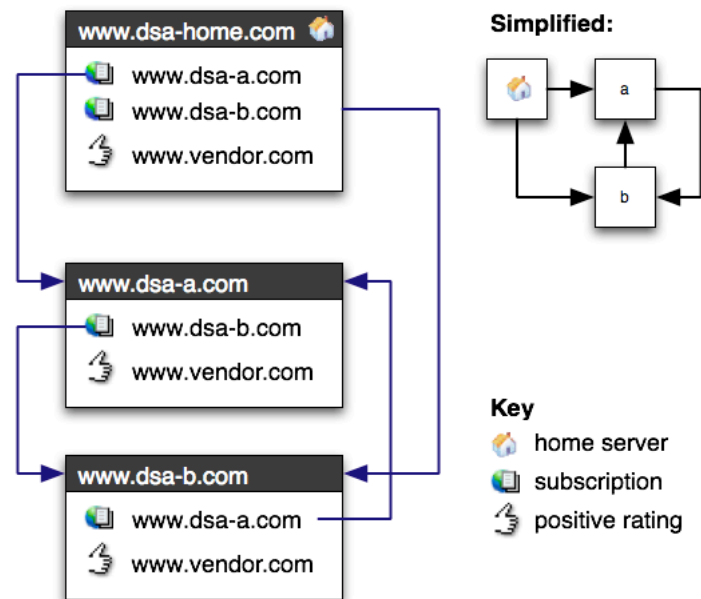 www.dsa-home.com
www.dsa-a.com
www.dsa-b.com
www.vendor.com
www.dsa-a.com
www.dsa-b.com
www.vendor.com
www.dsa-b.com
www.dsa-a.com
www.vendor.com
Simplified:
a
b
Key
home server
subscription
positive rating